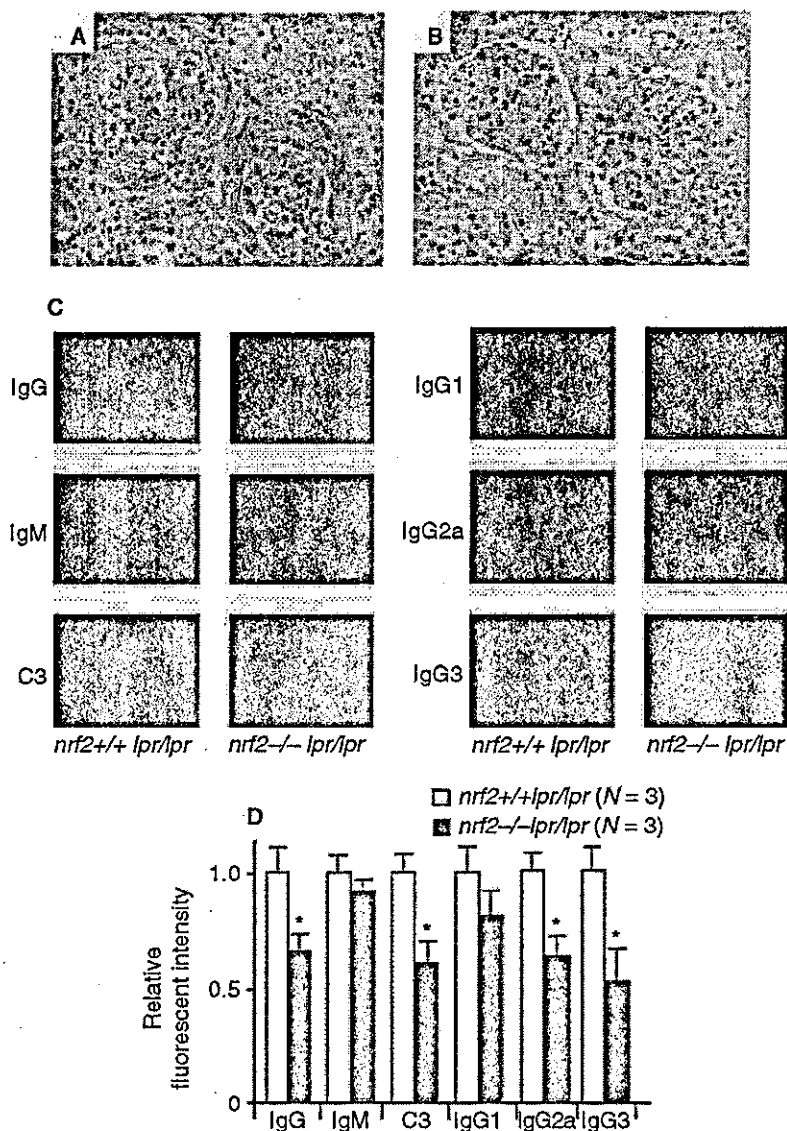 A B
C
IgG IgG1
IgM IgG2a
C3 IgG3
nrf2+/+ lpr/lpr nrf2–/– lpr/lpr nrf2+/+ lpr/lpr nrf2–/– lpr/lpr
D
nrf2+/+lpr/lpr (N = 3)
nrf2–/–lpr/lpr (N = 3)
Relative
fluorescent intensity
1.0
0.5
0
* * * *
IgG IgM C3 IgG1 IgG2a IgG3